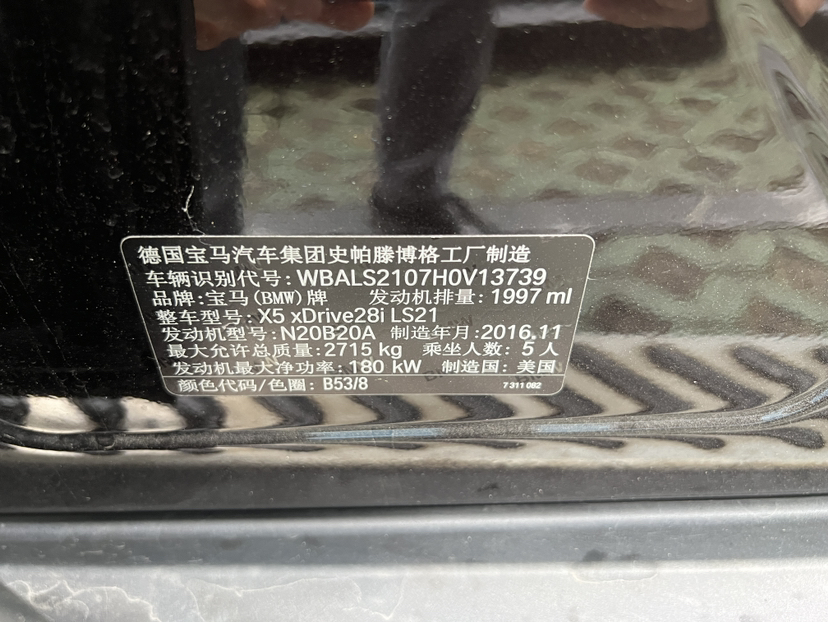 德国宝马汽车集团史帕滕博格工厂制造
车辆识别代号: WBALS2107H0V13739
品牌: 宝马(BMW)牌 发动机排量: 1997 ml
整车型号: X5 xDrive28i LS21
发动机型号: N20B20A 制造年月: 2016.11
最大允许总质量: 2715 kg 乘坐人数: 5 人
发动机最大净功率: 180 kW 制造国: 美国
颜色代码/色圈: B53/8 7 311 082